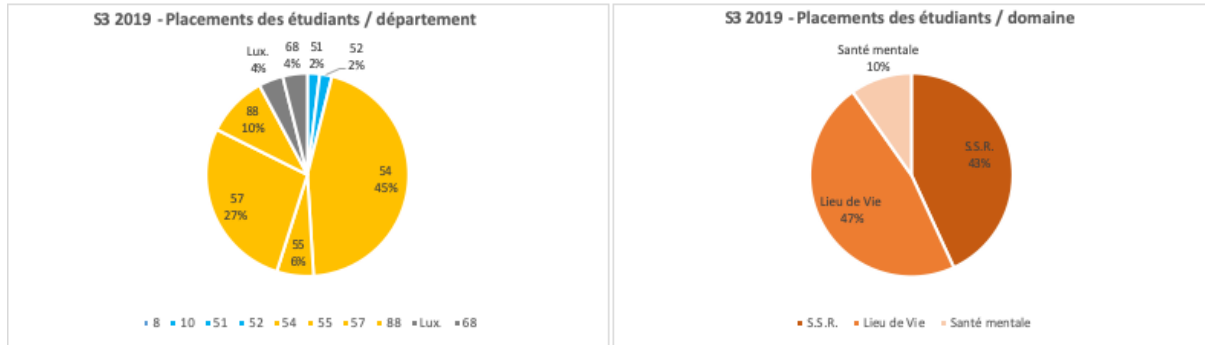 S3 2019 - Placements des étudiants / département
Lux.
4%
68
4%
51
2%
52
2%
88
10%
54
45%
57
27%
55
6%
8 10 51 52 54 55 57 88 Lux. 68
S3 2019 - Placements des étudiants / domaine
Santé mentale
10%
S.S.R.
43%
Lieu de Vie
47%
S.S.R. Lieu de Vie Santé mentale